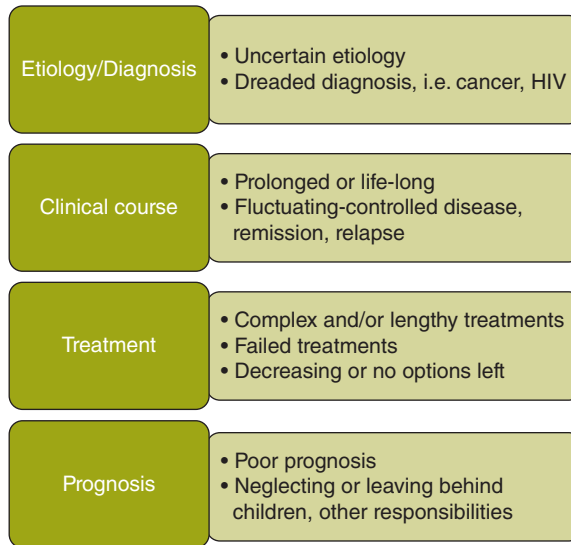 Etiology/Diagnosis
• Uncertain etiology
• Dreaded diagnosis, i.e. cancer, HIV
Clinical course
• Prolonged or life-long
• Fluctuating-controlled disease,
remission, relapse
Treatment
• Complex and/or lengthy treatments
• Failed treatments
• Decreasing or no options left
Prognosis
• Poor prognosis
• Neglecting or leaving behind
children, other responsibilities